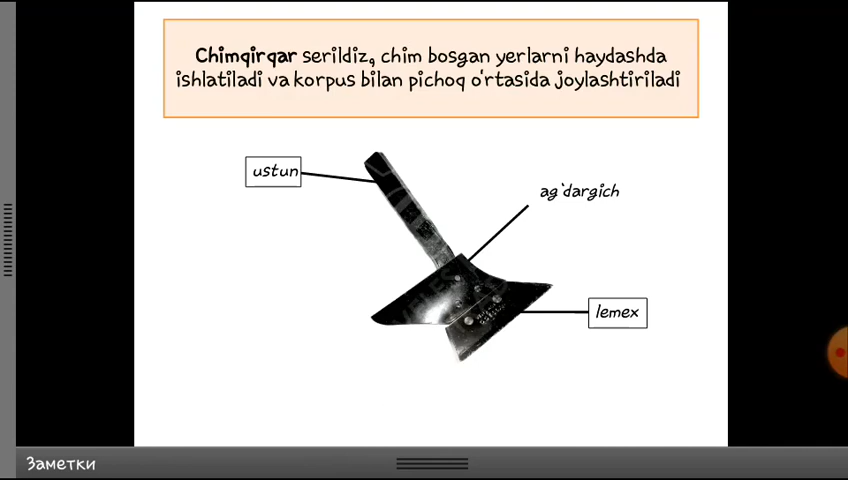 Chimqirqar serildiz, chim bosgan yerlarni haydashda
ishlatiladi va korpus bilan pichoq o'rtasida joylashtiriladi
ustun
ag`dargich
lemex
Заметки